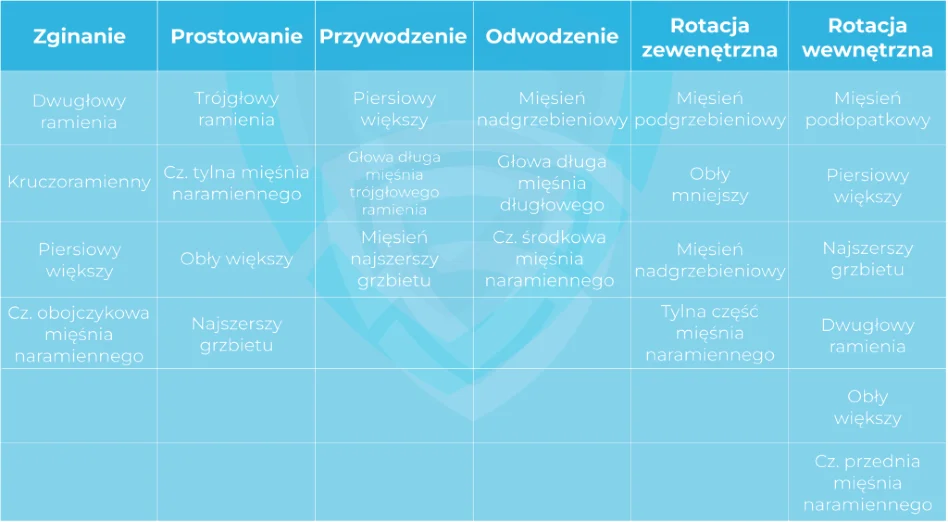 Zginanie
Prostowanie
Przywodzenie
Odwodzenie
Rotacja
zewenętrzna
Rotacja
wewnętrzna
Dwugłowy
ramienia
Trójgłowy
ramienia
Piersiowy
większy
Mięsień
nadgrzebieniowy
Mięsień
podgrzebieniowy
Mięsień
podłopatkowy
Kruczoramienny
Cz. tylna mięśnia
naramiennego
Głowa długa
mięśnia
trójgłowego
ramienia
Głowa długa
mięśnia
długłowego
Obły
mniejszy
Piersiowy
większy
Piersiowy
większy
Obły większy
Mięsień
najszerszy
grzbietu
Cz. środkowa
mięśnia
naramiennego
Mięsień
nadgrzebieniowy
Najszerszy
grzbietu
Cz. obojczykowa
mięśnia
naramiennego
Najszerszy
grzbietu
Tylna część
mięśnia
naramiennego
Dwugłowy
ramienia
Obły
większy
Cz. przednia
mięśnia
naramiennego